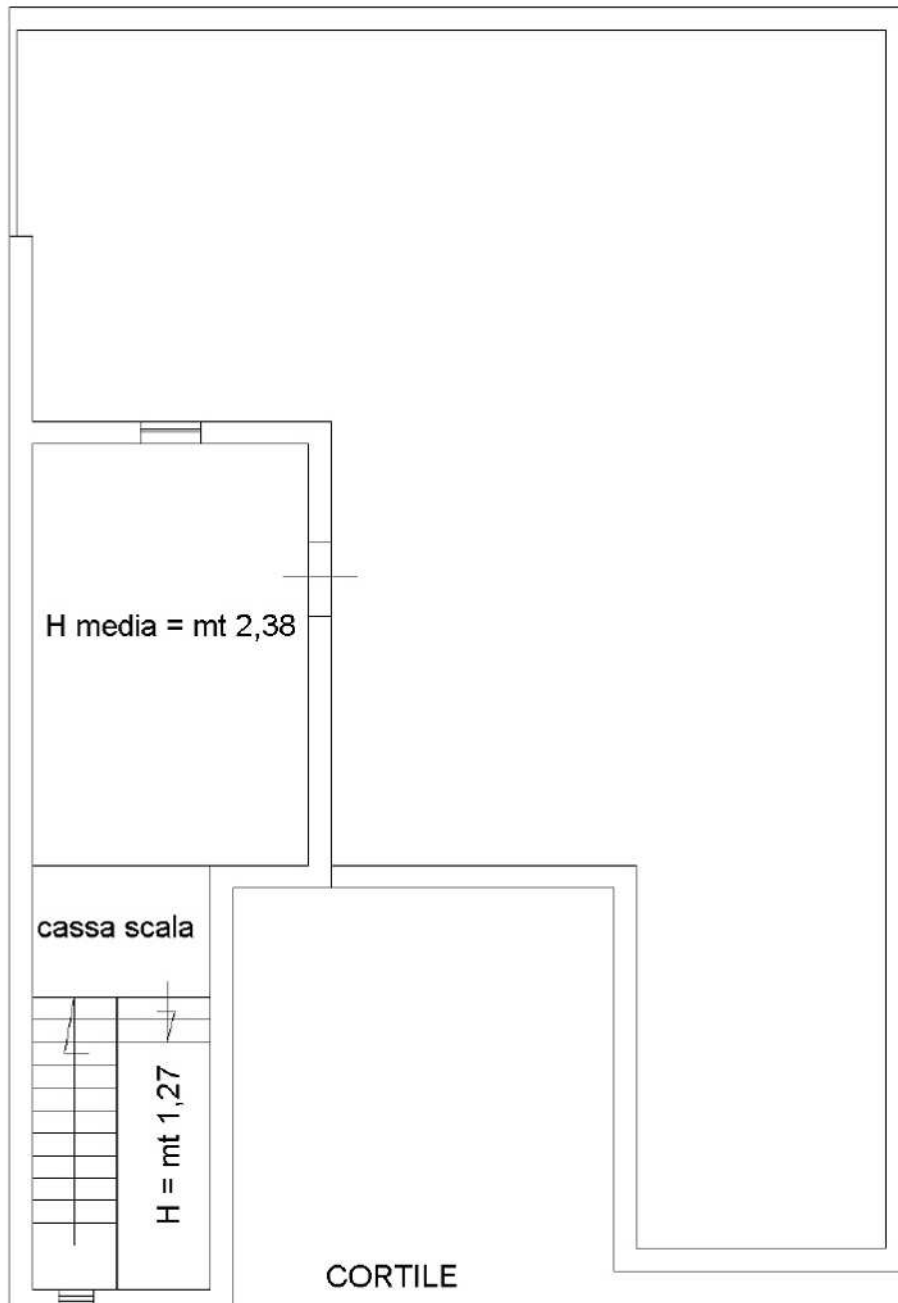 H media = mt 2,38
cassa scala
H = mt 1,27
CORTILE